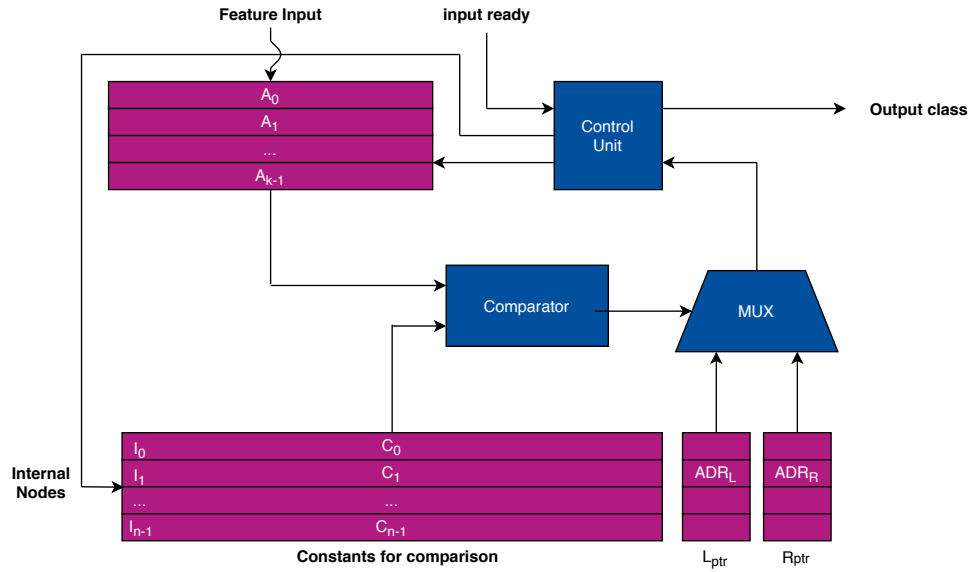 Feature Input
input ready
A0
A1
...
Ak-1
Control
Unit
Output class
Comparator
MUX
Internal
Nodes
I0 C0
I1 C1
... ...
In-1 Cn-1
ADRL
ADRR
Constants for comparison
Lptr
Rptr